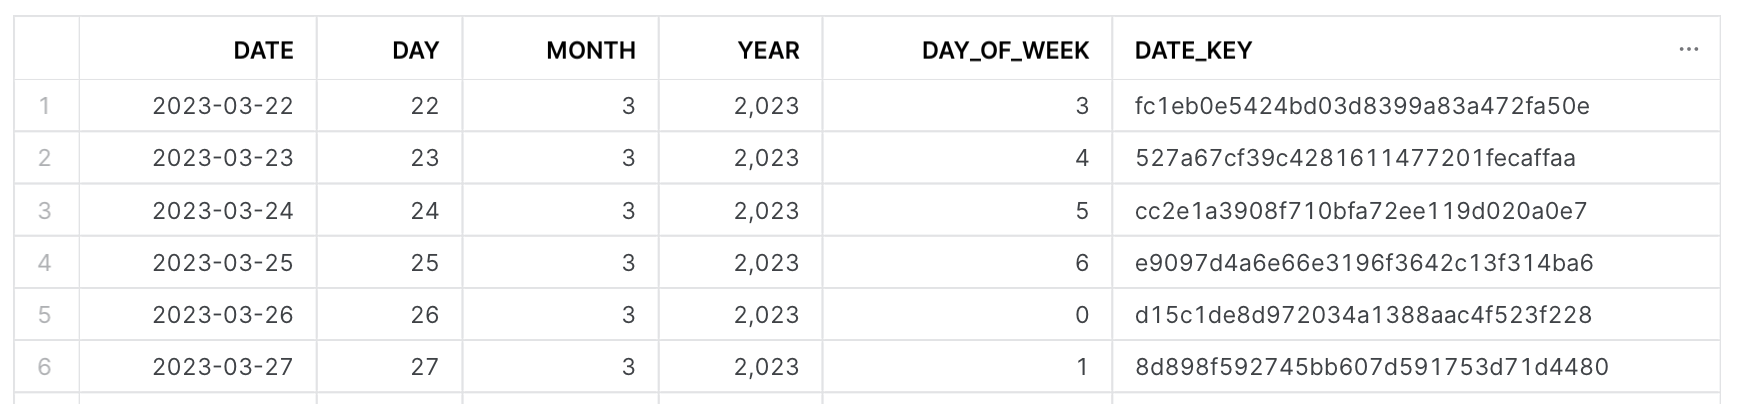 DATE DAY MONTH YEAR DAY_OF_WEEK DATE_KEY ...
1 2023-03-22 22 3 2,023 3 fc1eb0e5424bd03d8399a83a472fa50e
2 2023-03-23 23 3 2,023 4 527a67cf39c4281611477201fecaffaa
3 2023-03-24 24 3 2,023 5 cc2e1a3908f710bfa72ee119d020a0e7
4 2023-03-25 25 3 2,023 6 e9097d4a6e66e3196f3642c13f314ba6
5 2023-03-26 26 3 2,023 0 d15c1de8d972034a1388aac4f523f228
6 2023-03-27 27 3 2,023 1 8d898f592745bb607d591753d71d4480